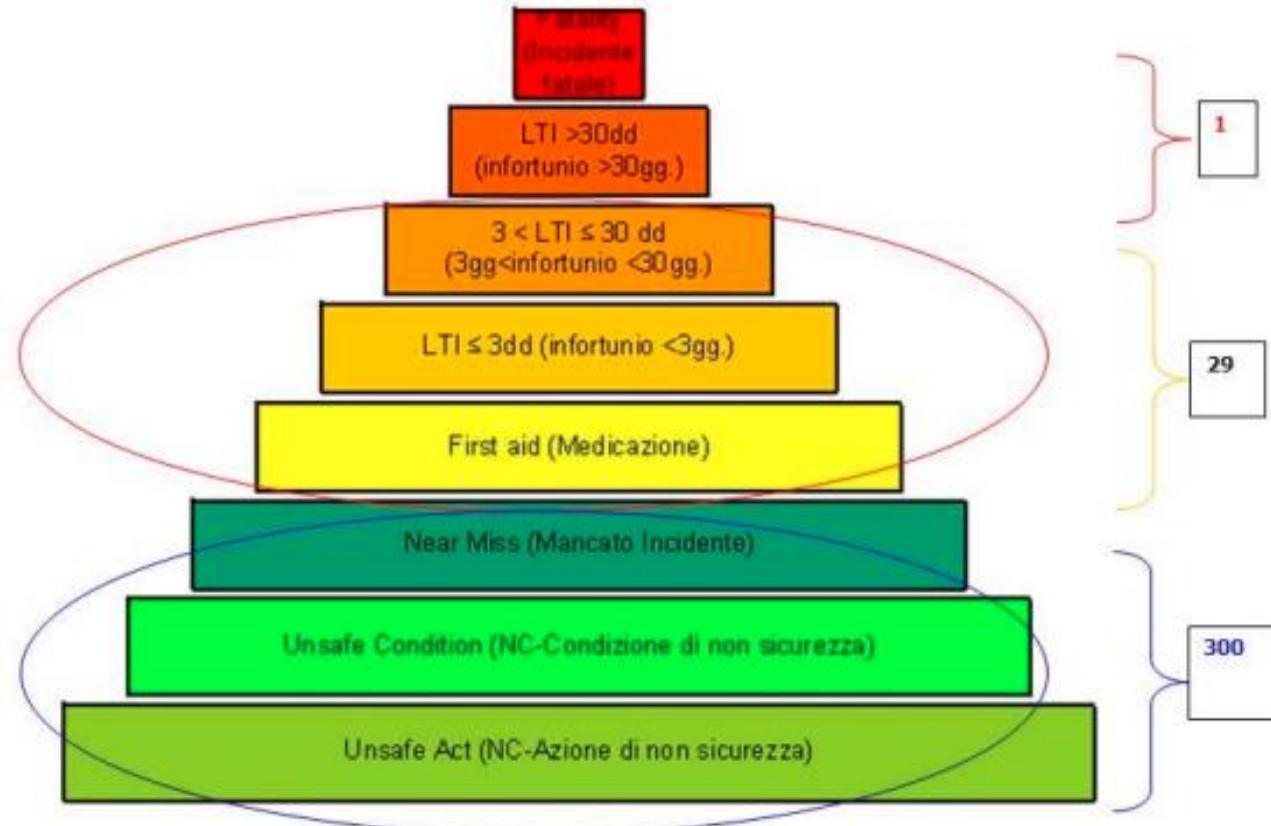 Fatality
(Incidente
fatale)
LTI >30dd
(infortunio >30gg.)
1
3 < LTI ≤ 30 dd
(3gg<infortunio <30gg.)
LTI ≤ 3dd (infortunio <3gg.)
29
First aid (Medicazione)
Near Miss (Mancato Incidente)
Unsafe Condition (NC-Condizione di non sicurezza)
300
Unsafe Act (NC-Azione di non sicurezza)